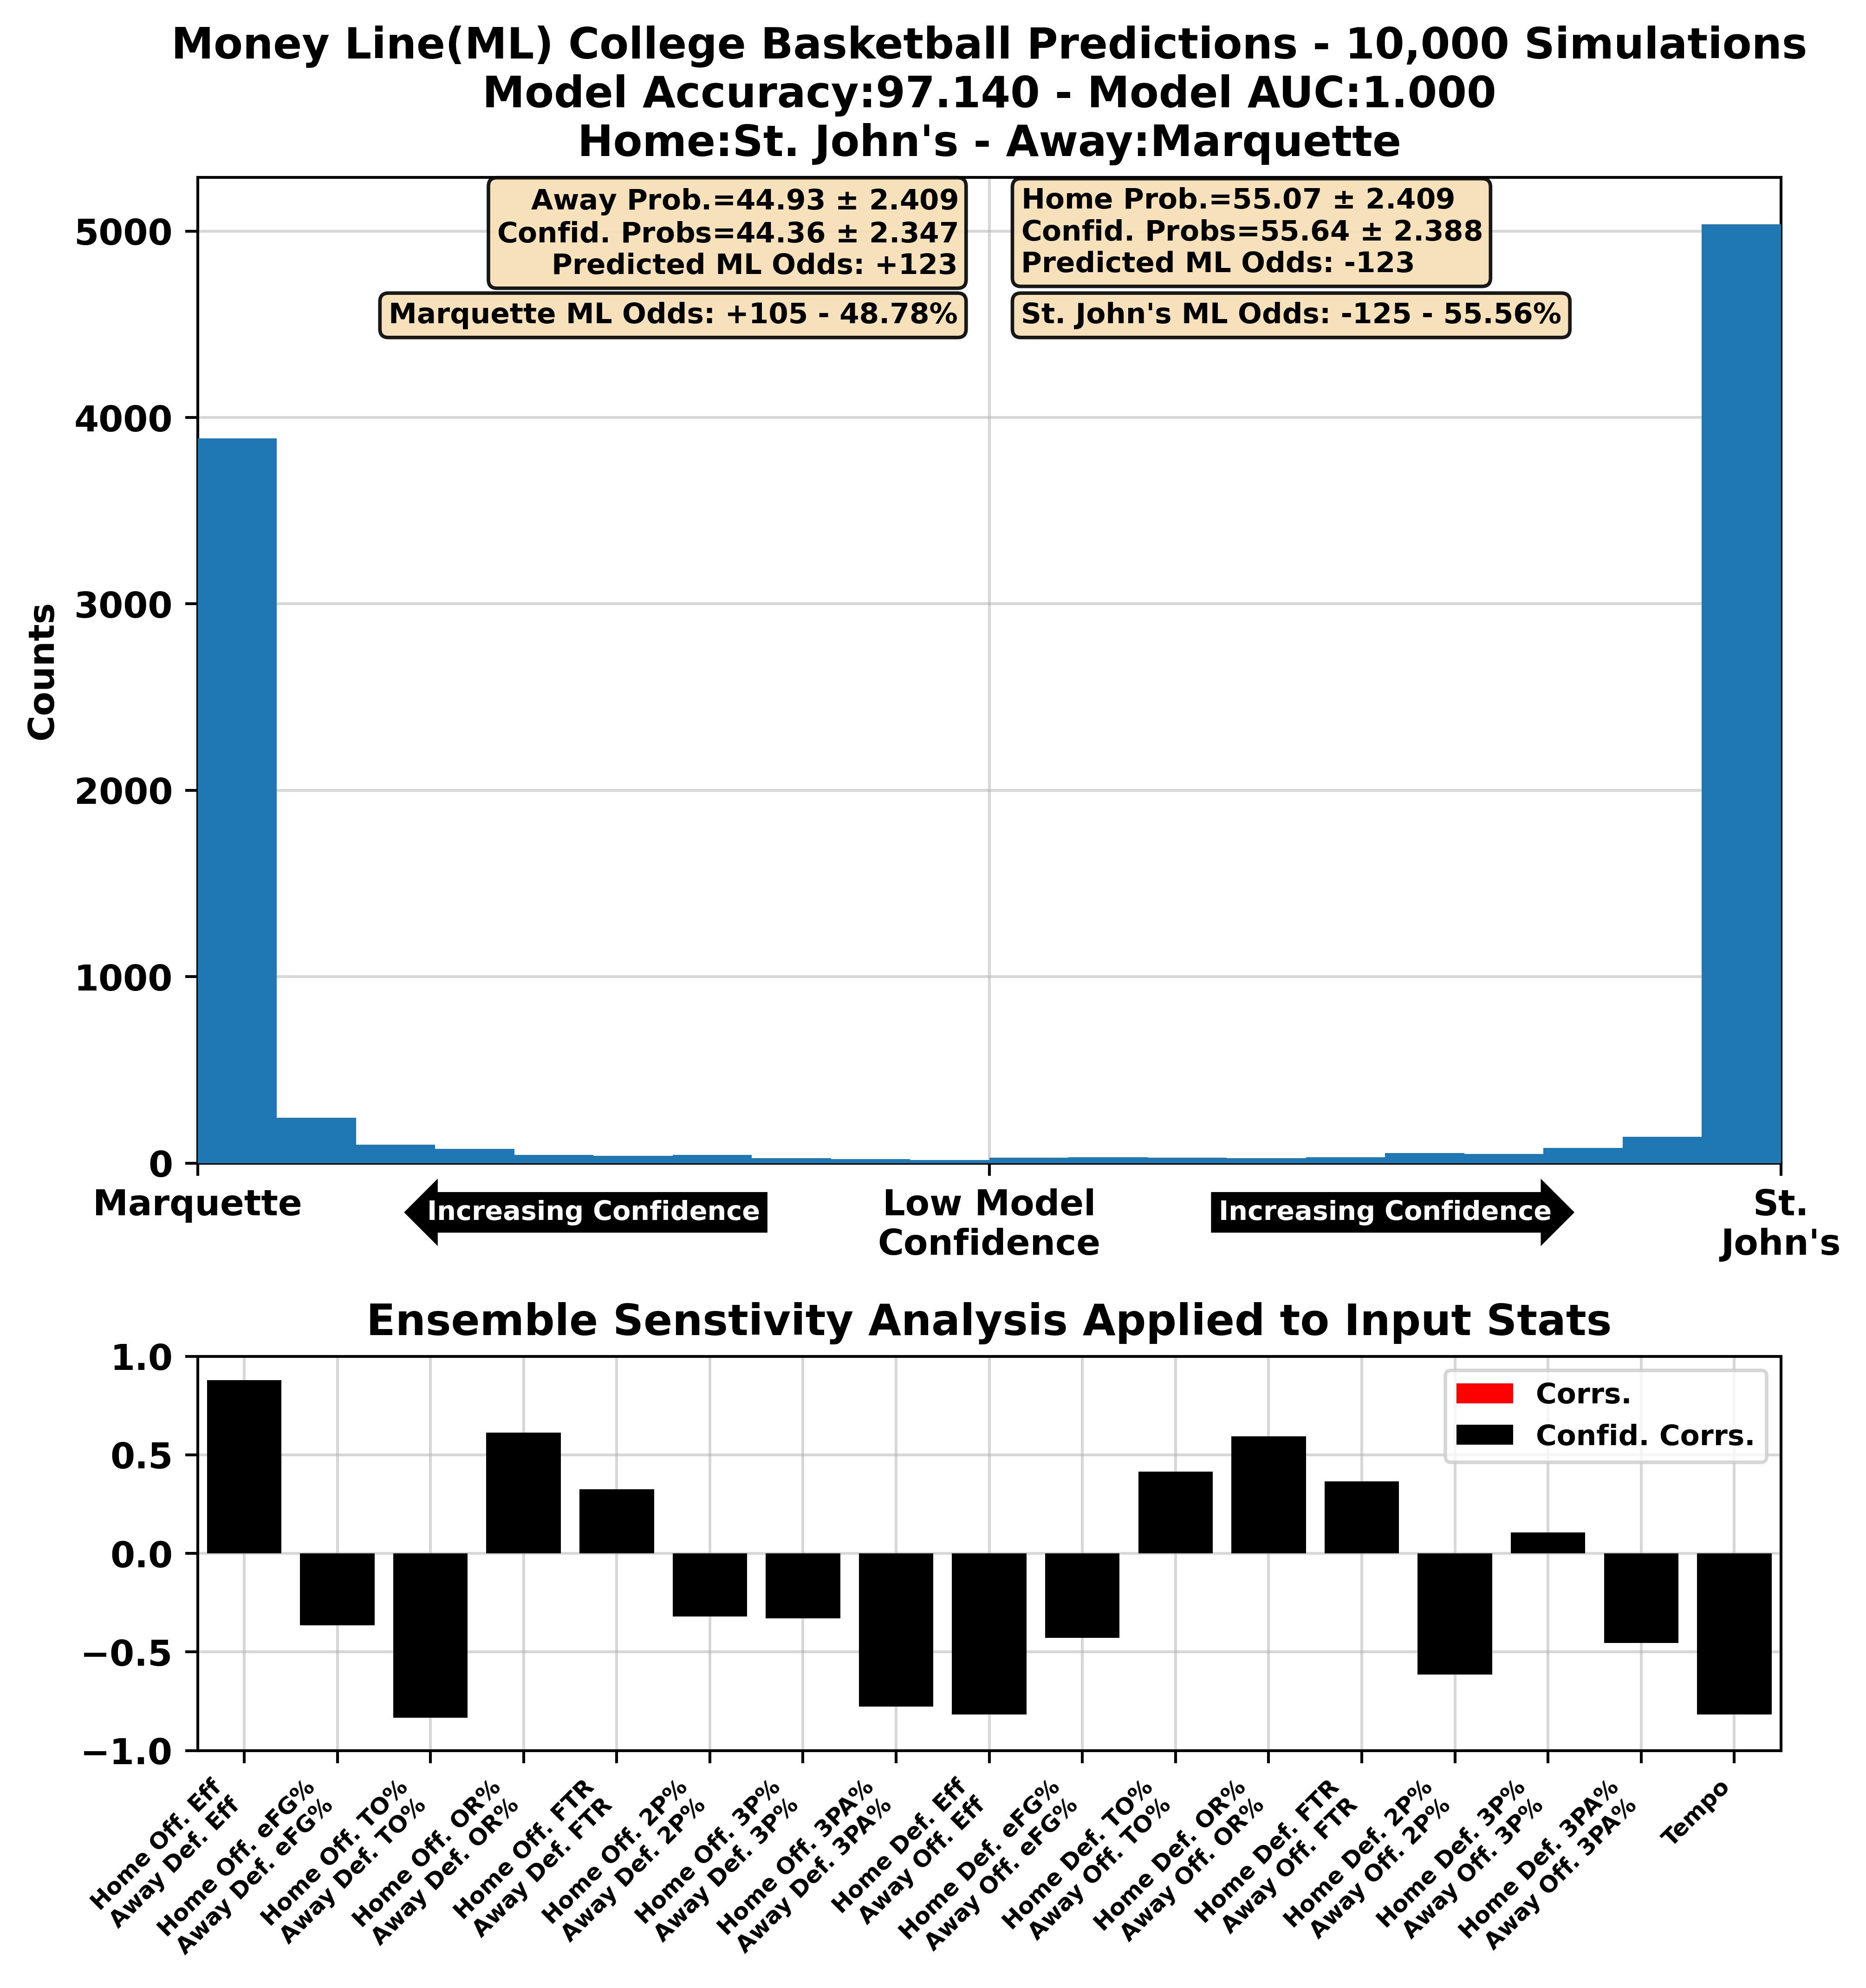 Money Line(ML) College Basketball Predictions - 10,000 Simulations
Model Accuracy:97.140 - Model AUC:1.000
Home:St. John's - Away:Marquette
Away Prob.=44.93 ± 2.409
Confid. Probs=44.36 ± 2.347
Predicted ML Odds: +123
Marquette ML Odds: +105 - 48.78%
Home Prob.=55.07 ± 2.409
Confid. Probs=55.64 ± 2.388
Predicted ML Odds: -123
St. John's ML Odds: -125 - 55.56%
5000
4000
3000
2000
1000
0
Counts
Marquette
Increasing Confidence
Low Model
Confidence
Increasing Confidence
St.
John's
Ensemble Senstivity Analysis Applied to Input Stats
1.0
0.5
0.0
−0.5
−1.0
Corrs.
Confid. Corrs.
Home Off. Eff
Away Def. Eff
Home Off. eFG%
Away Def. eFG%
Home Off. TO%
Away Def. TO%
Home Off. OR%
Away Def. OR%
Home Off. FTR
Away Def. FTR
Home Off. 2P%
Away Def. 2P%
Home Off. 3P%
Away Def. 3P%
Home Off. 3PA%
Away Def. 3PA%
Home Def. Eff
Away Off. Eff
Home Def. eFG%
Away Off. eFG%
Home Def. TO%
Away Off. TO%
Home Def. OR%
Away Off. OR%
Home Def. FTR
Away Off. FTR
Home Def. 2P%
Away Off. 2P%
Home Def. 3P%
Away Off. 3P%
Home Def. 3PA%
Away Off. 3PA%
Tempo